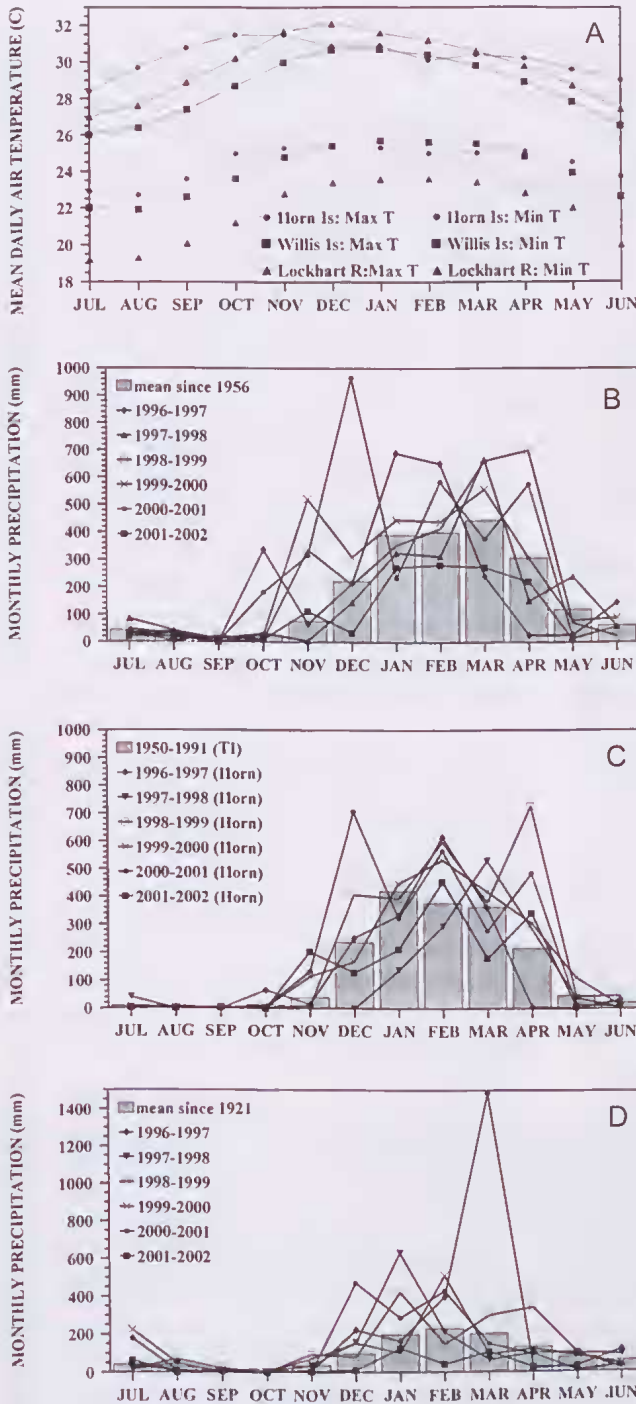 A
MEAN DAILY AIR TEMPERATURE (C)
32
30
28
26
24
22
20
18
Horn Is: Max T
Horn Is: Min T
Willis Is: Max T
Willis Is: Min T
Lockhart R:Max T
Lockhart R: Min T
JUL AUG SEP OCT NOV DEC JAN FEB MAR APR MAY JUN
B
MONTHLY PRECIPITATION (mm)
1000
900
800
700
600
500
400
300
200
100
0
mean since 1956
1996-1997
1997-1998
1998-1999
1999-2000
2000-2001
2001-2002
JUL AUG SEP OCT NOV DEC JAN FEB MAR APR MAY JUN
C
MONTHLY PRECIPITATION (mm)
1000
900
800
700
600
500
400
300
200
100
0
1950-1991 (TI)
1996-1997 (Horn)
1997-1998 (Horn)
1998-1999 (Horn)
1999-2000 (Horn)
2000-2001 (Horn)
2001-2002 (Horn)
JUL AUG SEP OCT NOV DEC JAN FEB MAR APR MAY JUN
D
MONTHLY PRECIPITATION (mm)
1400
1200
1000
800
600
400
200
0
mean since 1921
1996-1997
1997-1998
1998-1999
1999-2000
2000-2001
2001-2002
JUL AUG SEP OCT NOV DEC JAN FEB MAR APR MAY JUN